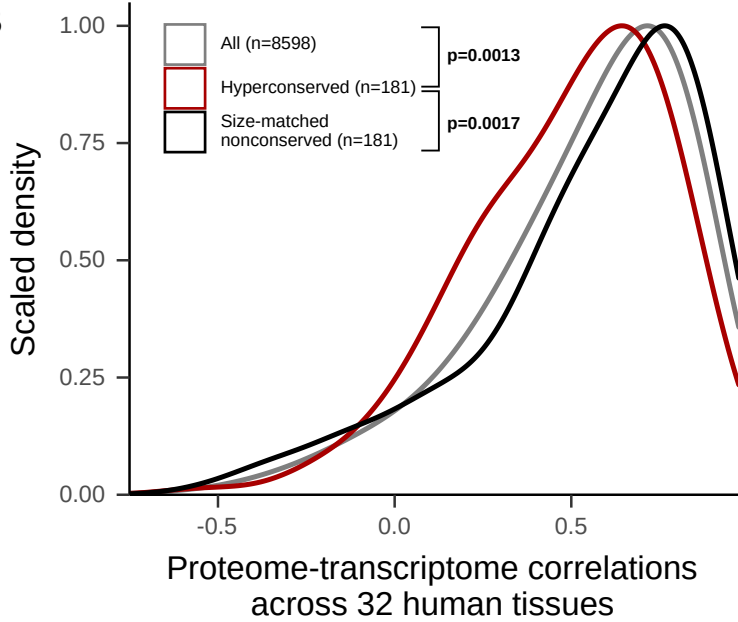 1.00
0.75
0.50
0.25
0.00
Scaled density
All (n=8598)
Hyperconserved (n=181)
Size-matched
nonconserved (n=181)
p=0.0013
p=0.0017
-0.5
0.0
0.5
Proteome-transcriptome correlations
across 32 human tissues